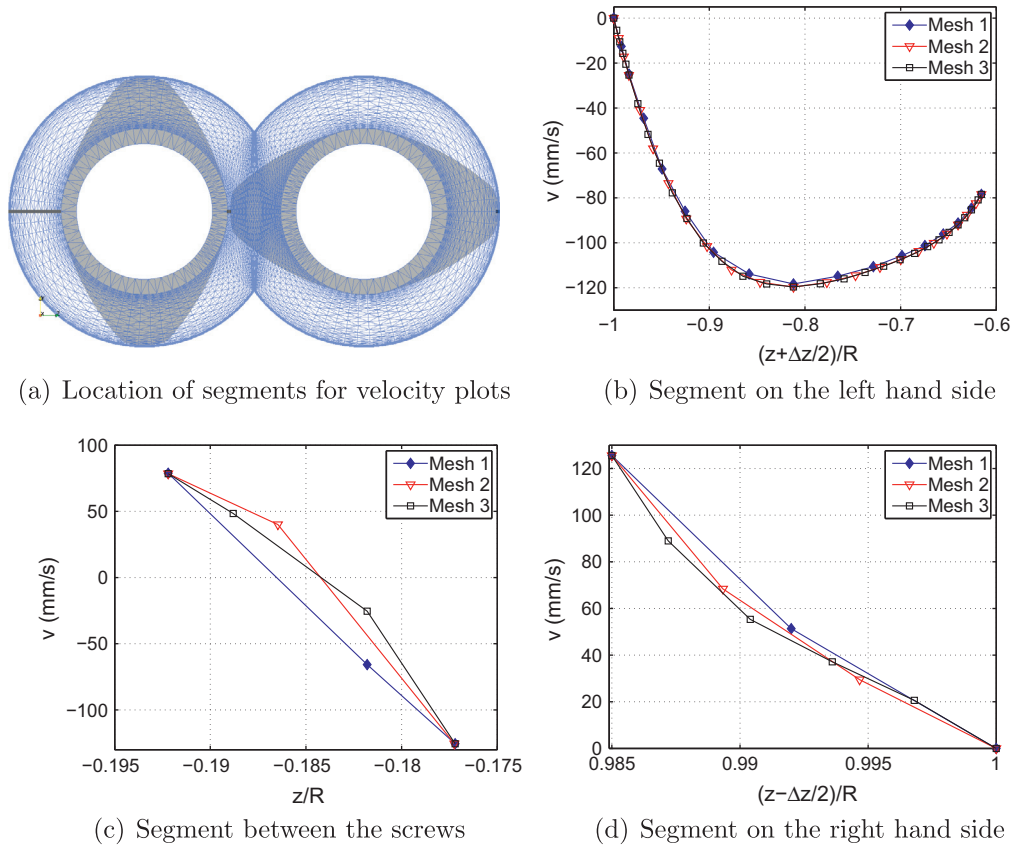 0
−20
−40
−60
−80
−100
−120
v (mm/s)
Mesh 1
Mesh 2
Mesh 3
−1 −0.9 −0.8 −0.7 −0.6
(z+Δz/2)/R
(a) Location of segments for velocity plots
(b) Segment on the left hand side
100
50
0
−50
−100
v (mm/s)
Mesh 1
Mesh 2
Mesh 3
−0.195 −0.19 −0.185 −0.18 −0.175
z/R
(c) Segment between the screws
120
100
80
60
40
20
0
v (mm/s)
Mesh 1
Mesh 2
Mesh 3
0.985 0.99 0.995 1
(z−Δz/2)/R
(d) Segment on the right hand side